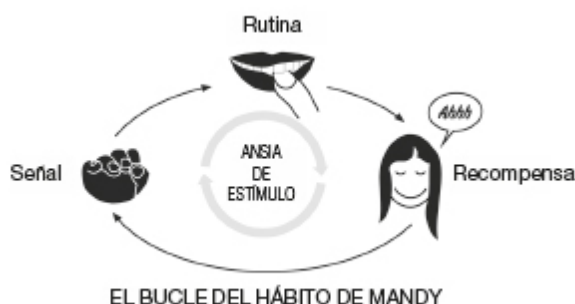 Rutina
Ahhh
Señal
ANSIA
DE
ESTÍMULO
Recompensa
EL BUCLE DEL HÁBITO DE MANDY